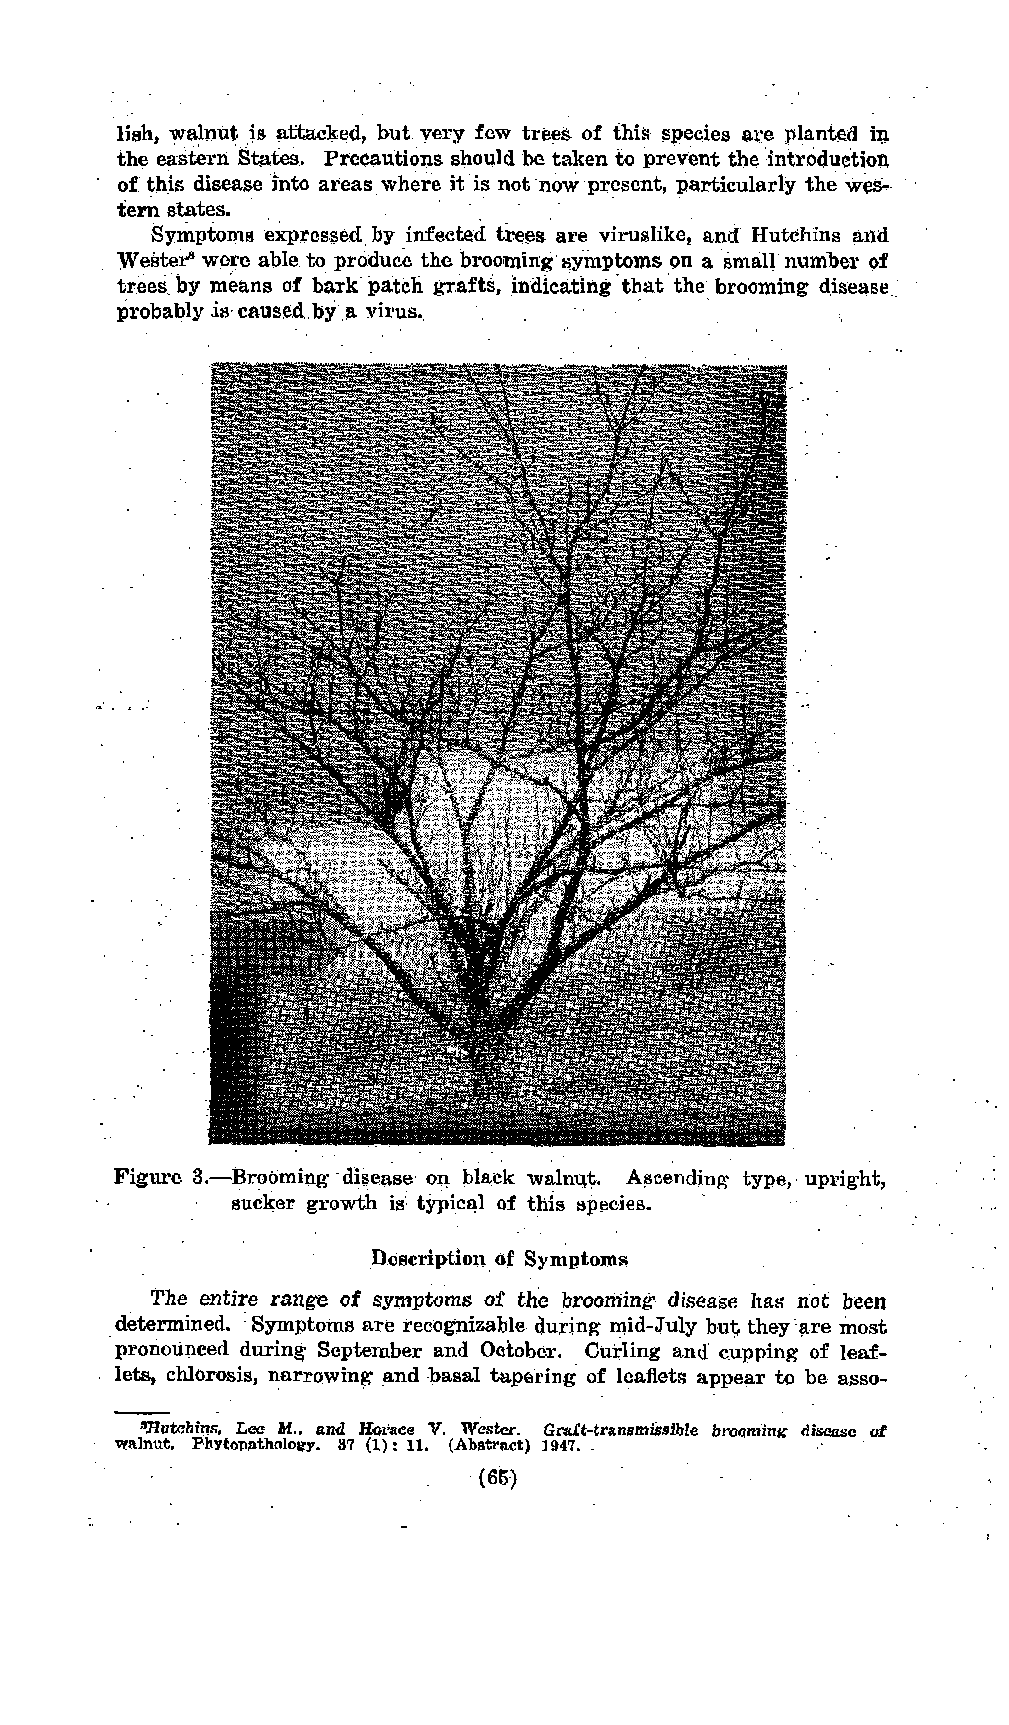 lish, walnut is attacked, but very few trees of this species are planted in
the eastern States. Precautions should be taken to prevent the introduction
of this disease into areas where it is not now present, particularly the wes-
tern states.
Symptoms expressed by infected trees are viruslike, and Hutchins and
Wester³ were able to produce the brooming symptoms on a small number of
trees by means of bark patch grafts, indicating that the brooming disease
probably is caused by a virus.
Figure 3.—Brooming disease on black walnut. Ascending type, upright,
sucker growth is typical of this species.
Description of Symptoms
The entire range of symptoms of the brooming disease has not been
determined. Symptoms are recognizable during mid-July but they are most
pronounced during September and October. Curling and cupping of leaf-
lets, chlorosis, narrowing and basal tapering of leaflets appear to be asso-
³Hutchins, Lee M., and Horace V. Wester. Graft-transmissible brooming disease of
walnut. Phytopathology. 37 (1): 11. (Abstract) 1947.
(65)